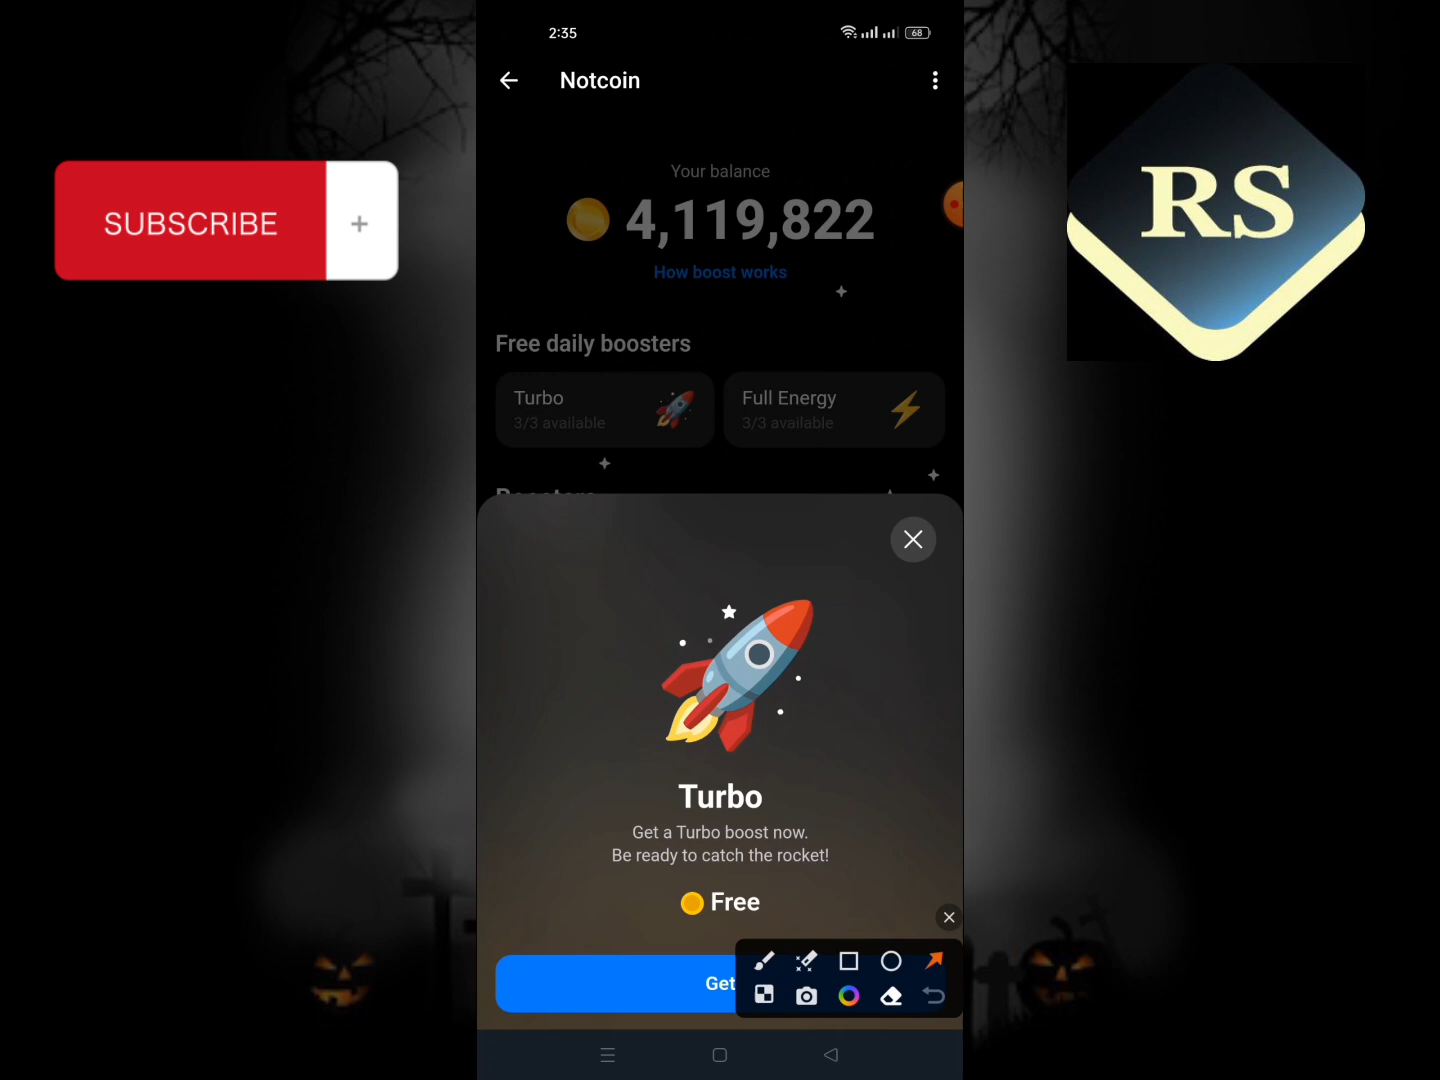 2:35
68
Notcoin
Your balance
4,119,822
How boost works
Free daily boosters
Turbo
3/3 available
Full Energy
3/3 available
Boosters
Turbo
Get a Turbo boost now.
Be ready to catch the rocket!
Free
Get
SUBSCRIBE
+
RS